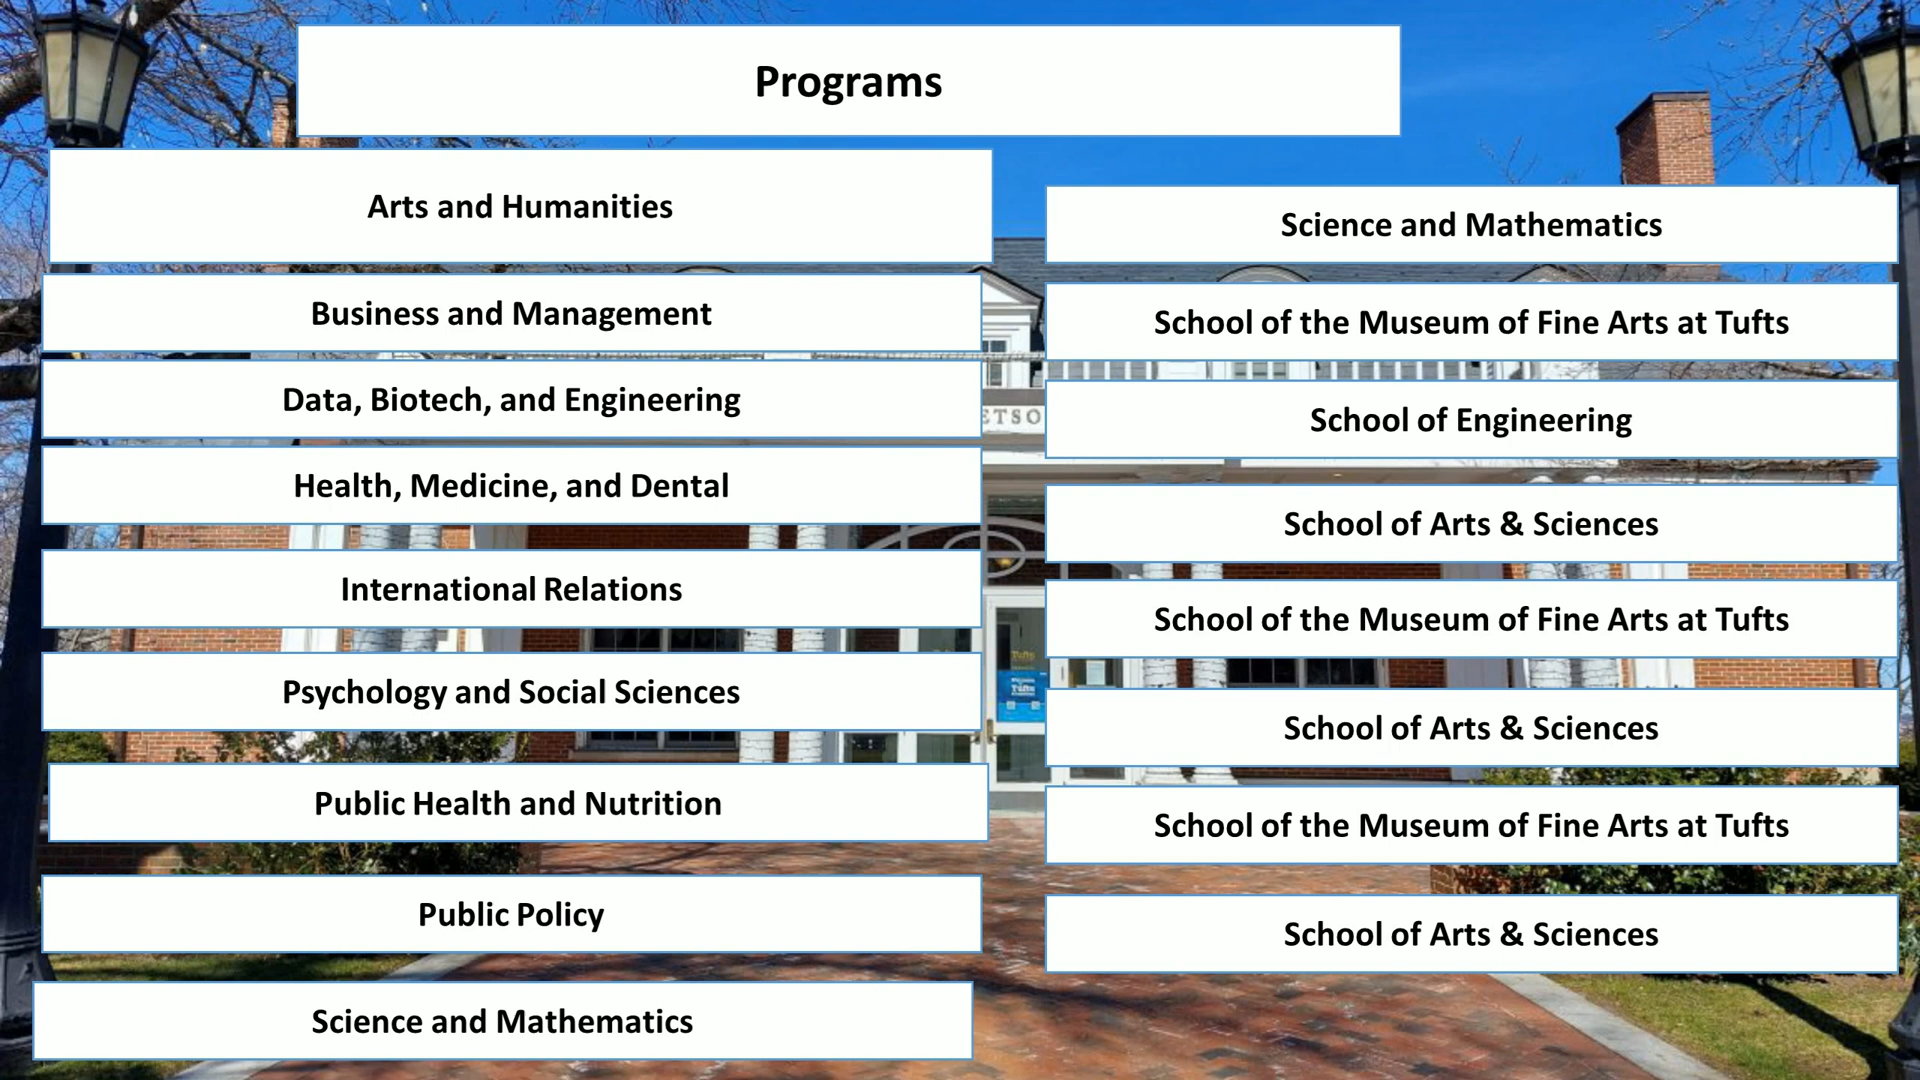 Programs
Arts and Humanities
Business and Management
Data, Biotech, and Engineering
Health, Medicine, and Dental
International Relations
Psychology and Social Sciences
Public Health and Nutrition
Public Policy
Science and Mathematics
Science and Mathematics
School of the Museum of Fine Arts at Tufts
School of Engineering
School of Arts & Sciences
School of the Museum of Fine Arts at Tufts
School of Arts & Sciences
School of the Museum of Fine Arts at Tufts
School of Arts & Sciences
ETSO
Tufts
Tufts